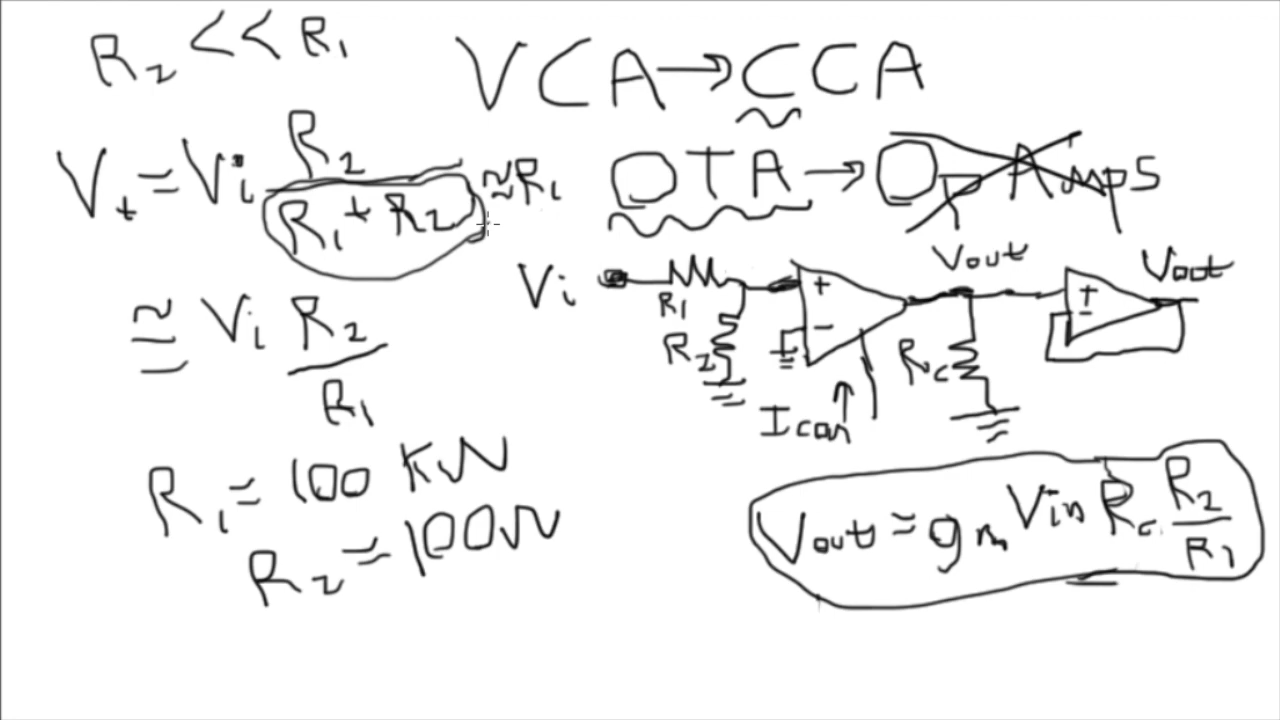 R₂ << R₁
VCA → CCA
V₊ = Vᵢ R₂ / (R₁ + R₂) ≈ R₁
OTA → OP Amps
≅ Vᵢ R₂ / R₁
Vᵢ
R₁
R₂
+
−
Icon
Vout
Rc
+
−
Vout
R₁ = 100 KΩ
R₂ = 100Ω
Vout = gm Vin Rc R₂ / R₁